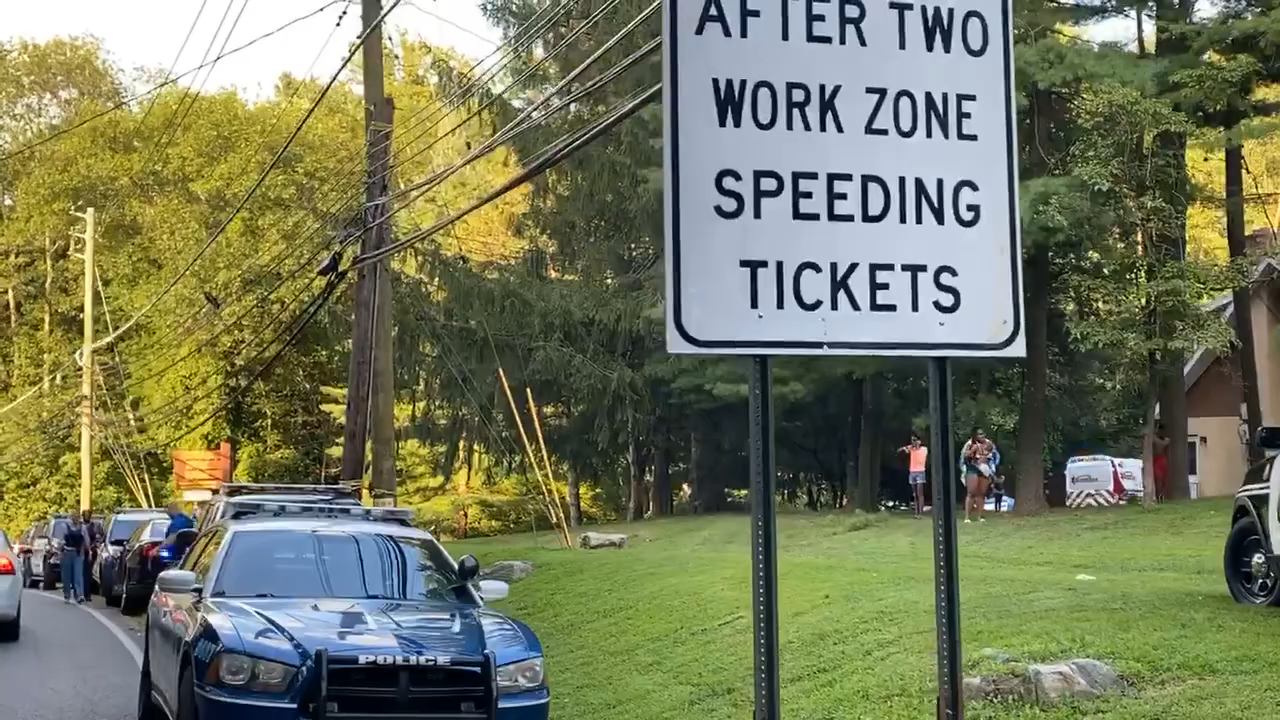 AFTER TWO
WORK ZONE
SPEEDING
TICKETS
POLICE